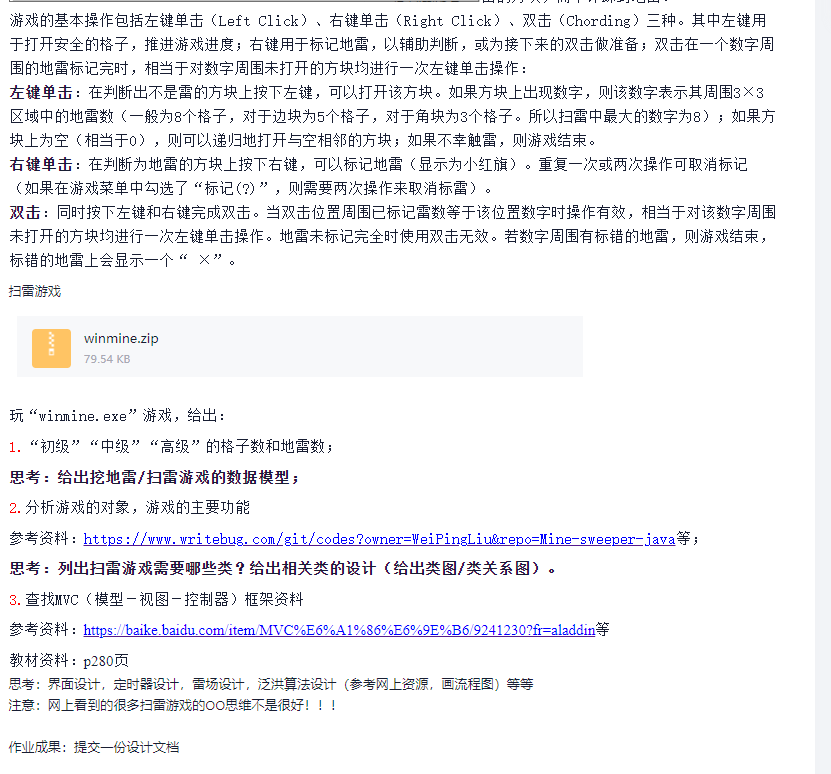 游戏的基本操作包括左键单击（Left Click）、右键单击（Right Click）、双击（Chording）三种。其中左键用
于打开安全的格子，推进游戏进度；右键用于标记地雷，以辅助判断，或为接下来的双击做准备；双击在一个数字周
围的地雷标记完时，相当于对数字周围未打开的方块均进行一次左键单击操作：
左键单击：在判断出不是雷的方块上按下左键，可以打开该方块。如果方块上出现数字，则该数字表示其周围3×3
区域中的地雷数（一般为8个格子，对于边块为5个格子，对于角块为3个格子。所以扫雷中最大的数字为8）；如果方
块上为空（相当于0），则可以递归地打开与空相邻的方块；如果不幸触雷，则游戏结束。
右键单击：在判断为地雷的方块上按下右键，可以标记地雷（显示为小红旗）。重复一次或两次操作可取消标记
（如果在游戏菜单中勾选了“标记(?)”，则需要两次操作来取消标雷）。
双击：同时按下左键和右键完成双击。当双击位置周围已标记雷数等于该位置数字时操作有效，相当于对该数字周围
未打开的方块均进行一次左键单击操作。地雷未标记完全时使用双击无效。若数字周围有标错的地雷，则游戏结束，
标错的地雷上会显示一个“ ×”。
扫雷游戏
winmine.zip
79.54 KB
玩“winmine.exe”游戏，给出：
1.“初级”“中级”“高级”的格子数和地雷数；
思考：给出挖地雷/扫雷游戏的数据模型；
2.分析游戏的对象，游戏的主要功能
参考资料：https://www.writebug.com/git/codes?owner=WeiPingLiu&repo=Mine-sweeper-java等；
思考：列出扫雷游戏需要哪些类？给出相关类的设计（给出类图/类关系图）。
3.查找MVC（模型－视图－控制器）框架资料
参考资料：https://baike.baidu.com/item/MVC%E6%A1%86%E6%9E%B6/9241230?fr=aladdin等
教材资料：p280页
思考：界面设计，定时器设计，雷场设计，泛洪算法设计（参考网上资源，画流程图）等等
注意：网上看到的很多扫雷游戏的OO思维不是很好！！！
作业成果：提交一份设计文档